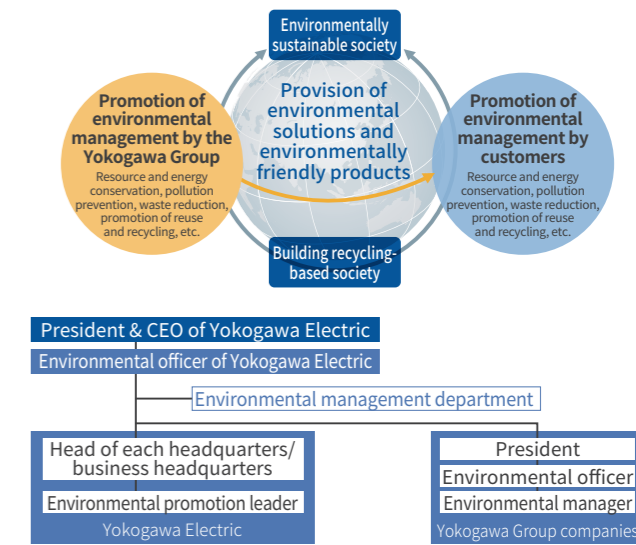 Environmentally
sustainable society
Promotion of
environmental
management by the
Yokogawa Group
Resource and energy
conservation, pollution
prevention, waste reduction,
promotion of reuse
and recycling, etc.
Provision of
environmental
solutions and
environmentally
friendly products
Promotion of
environmental
management by
customers
Resource and energy
conservation, pollution
prevention, waste reduction,
promotion of reuse
and recycling, etc.
Building recycling-
based society
President & CEO of Yokogawa Electric
Environmental officer of Yokogawa Electric
Environmental management department
Head of each headquarters/
business headquarters
Environmental promotion leader
Yokogawa Electric
President
Environmental officer
Environmental manager
Yokogawa Group companies